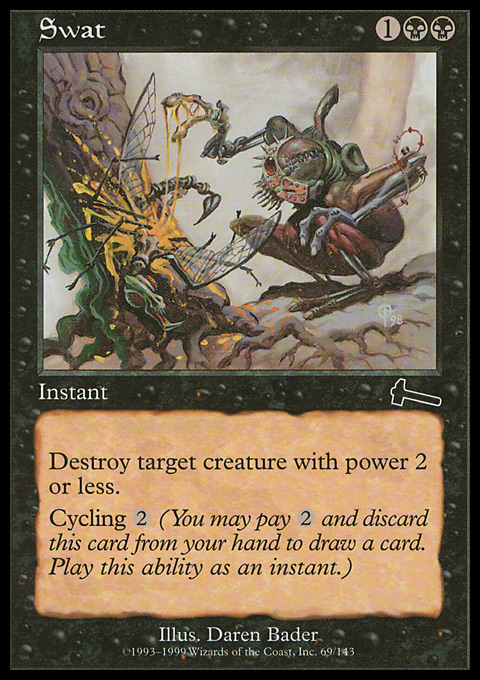 Swat 1
98
Instant
Destroy target creature with power 2
or less.
Cycling 2 (You may pay 2 and discard
this card from your hand to draw a card.
Play this ability as an instant.)
Illus. Daren Bader
©1993-1999 Wizards of the Coast, Inc. 69/143